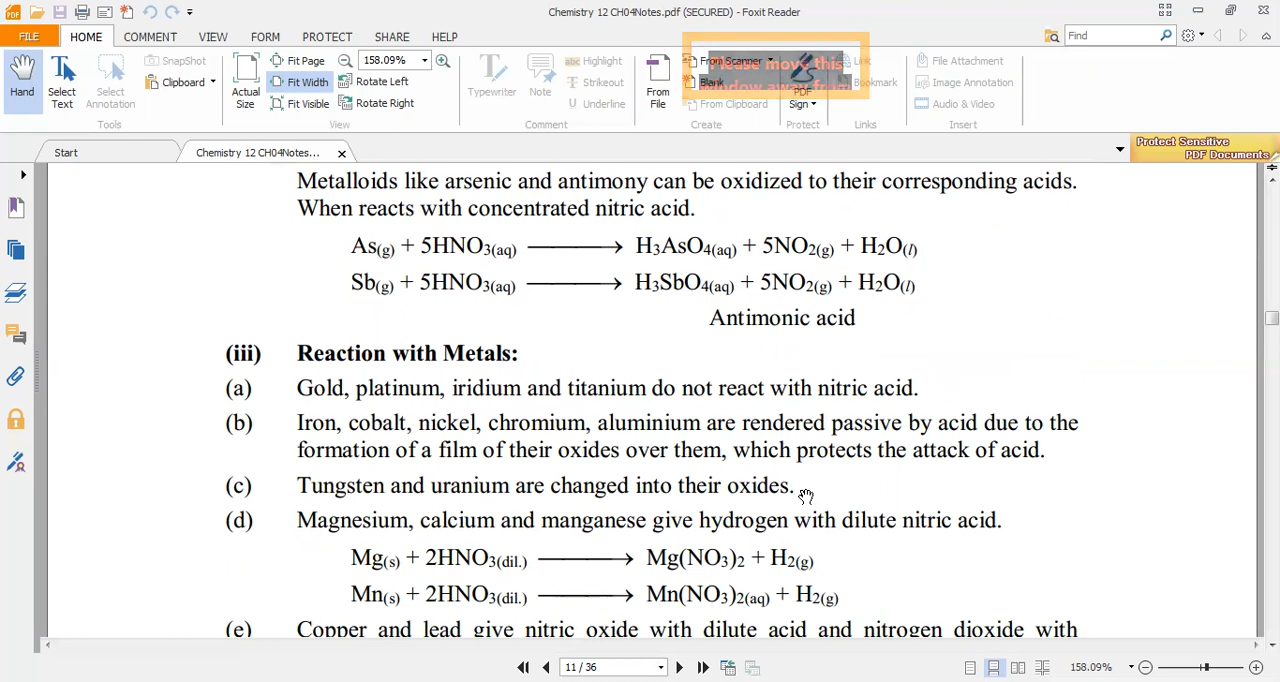 Chemistry 12 CH04Notes.pdf (SECURED) - Foxit Reader
FILE HOME COMMENT VIEW FORM PROTECT SHARE HELP Find
SnapShot Fit Page 158.09% Highlight From Scanner Link File Attachment
Please move this
Clipboard Fit Width Rotate Left Strikeout Blank Bookmark Image Annotation
window away from
Hand Select Text Select Annotation Actual Size Fit Visible Rotate Right Typewriter Note Underline From File From Clipboard PDF Sign Audio & Video
Tools View Comment Create Protect Links Insert
Start Chemistry 12 CH04Notes... Protect Sensitive
PDF Documents
Metalloids like arsenic and antimony can be oxidized to their corresponding acids.
When reacts with concentrated nitric acid.
As(g) + 5HNO3(aq) ⟶ H3AsO4(aq) + 5NO2(g) + H2O(l)
Sb(g) + 5HNO3(aq) ⟶ H3SbO4(aq) + 5NO2(g) + H2O(l)
Antimonic acid
(iii) Reaction with Metals:
(a) Gold, platinum, iridium and titanium do not react with nitric acid.
(b) Iron, cobalt, nickel, chromium, aluminium are rendered passive by acid due to the
formation of a film of their oxides over them, which protects the attack of acid.
(c) Tungsten and uranium are changed into their oxides.
(d) Magnesium, calcium and manganese give hydrogen with dilute nitric acid.
Mg(s) + 2HNO3(dil.) ⟶ Mg(NO3)2 + H2(g)
Mn(s) + 2HNO3(dil.) ⟶ Mn(NO3)2(aq) + H2(g)
(e) Copper and lead give nitric oxide with dilute acid and nitrogen dioxide with
11 / 36 158.09%